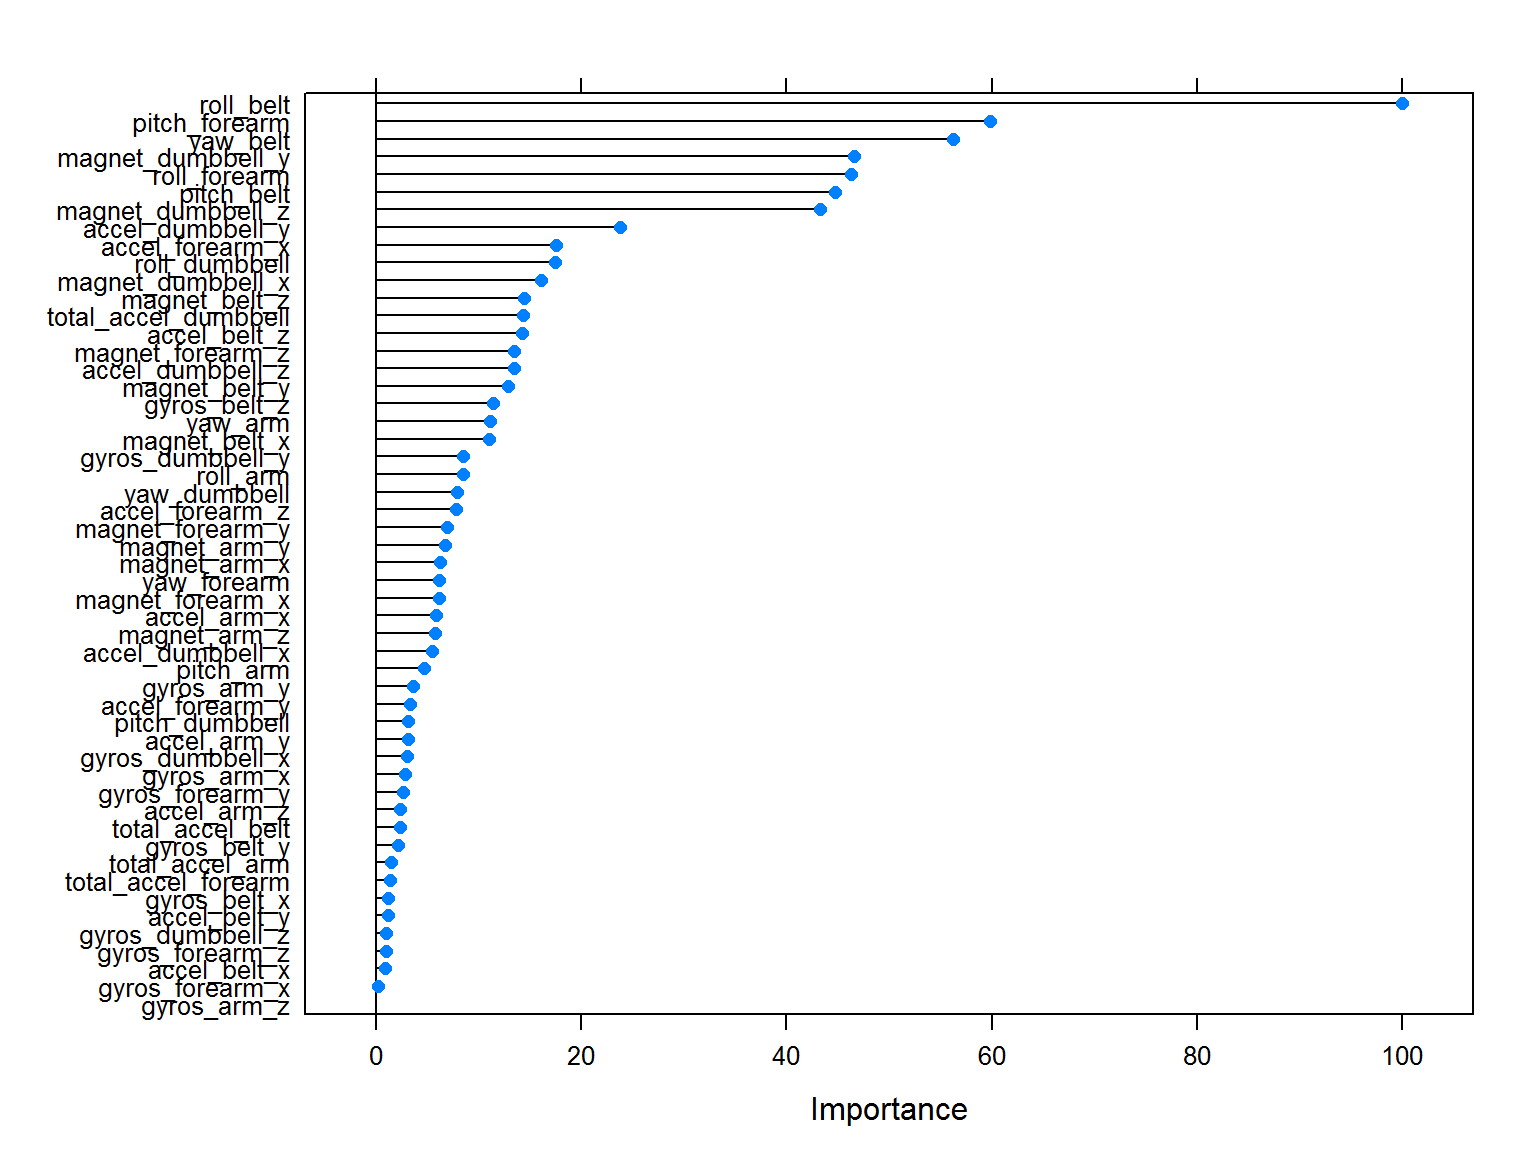 roll_belt
pitch_forearm
yaw_belt
magnet_dumbbell_y
roll_forearm
pitch_belt
magnet_dumbbell_z
accel_dumbbell_y
accel_forearm_x
roll_dumbbell
magnet_dumbbell_x
magnet_belt_z
total_accel_dumbbell
accel_belt_z
magnet_forearm_z
accel_dumbbell_z
magnet_belt_y
gyros_belt_z
yaw_arm
magnet_belt_x
gyros_dumbbell_y
roll_arm
yaw_dumbbell
accel_forearm_z
magnet_forearm_y
magnet_arm_y
magnet_arm_x
yaw_forearm
magnet_forearm_x
accel_arm_x
magnet_arm_z
accel_dumbbell_x
pitch_arm
gyros_arm_y
accel_forearm_y
pitch_dumbbell
accel_arm_y
gyros_dumbbell_x
gyros_arm_x
gyros_forearm_y
accel_arm_z
total_accel_belt
gyros_belt_y
total_accel_arm
total_accel_forearm
gyros_belt_x
accel_belt_y
gyros_dumbbell_z
gyros_forearm_z
accel_belt_x
gyros_forearm_x
gyros_arm_z
0 20 40 60 80 100
Importance